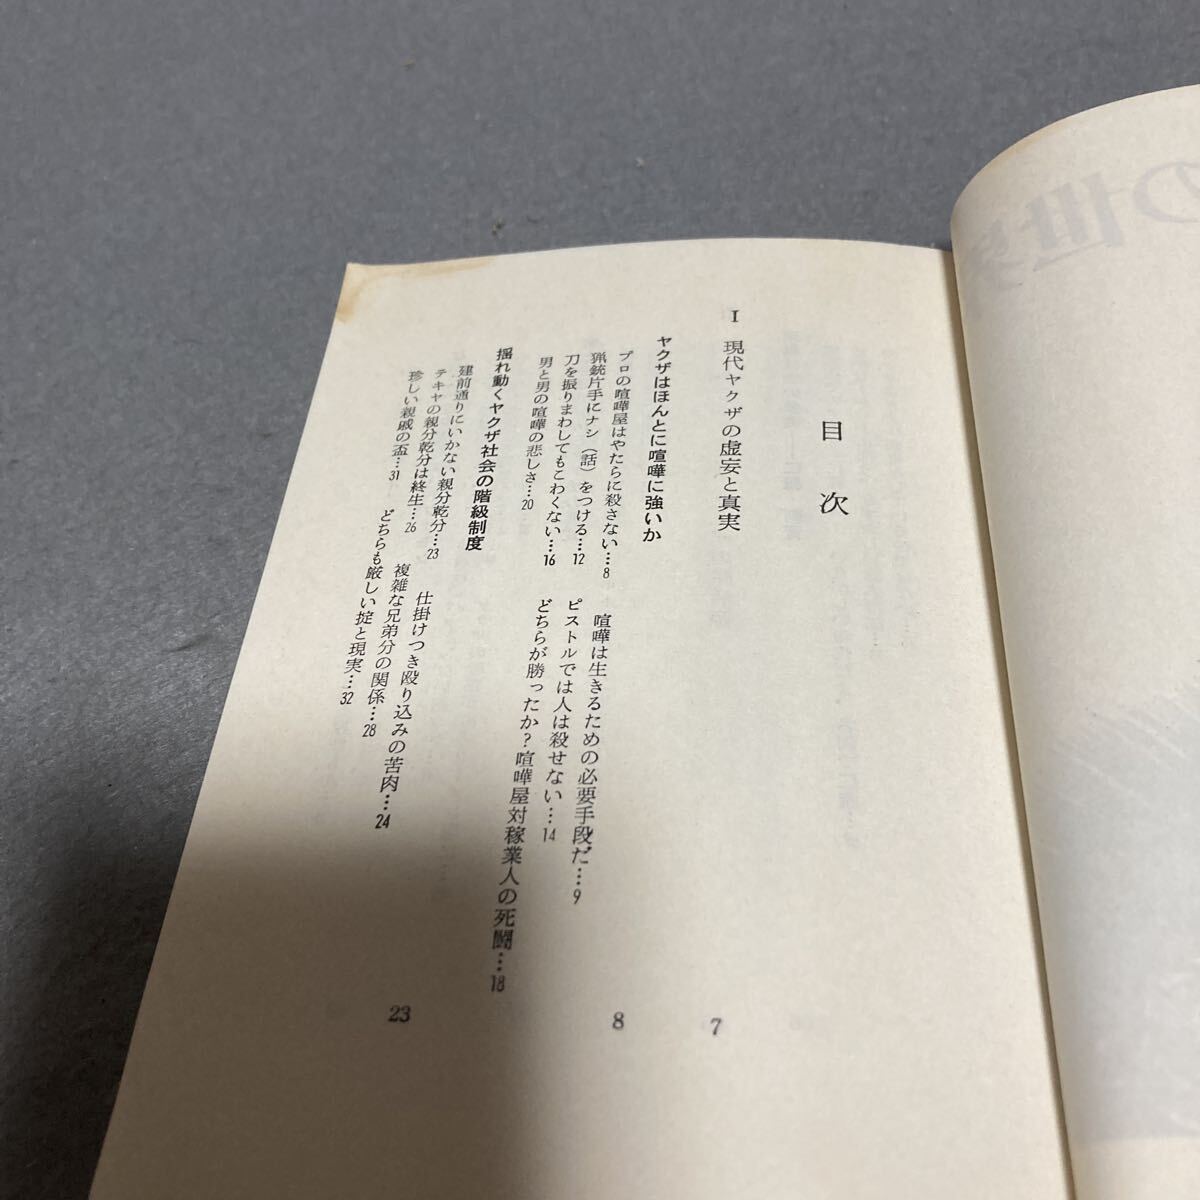 目次
I 現代ヤクザの虚妄と真実 7
ヤクザはほんとに喧嘩に強いか 8
プロの喧嘩屋はやたらに殺さない…8 喧嘩は生きるための必要手段だ…9
猟銃片手にナシ（話）をつける…12 ピストルでは人は殺せない…14
刀を振りまわしてもこわくない…16 どちらが勝ったか？喧嘩屋対稼業人の死闘…18
男と男の喧嘩の悲しさ…20
揺れ動くヤクザ社会の階級制度 23
建前通りにいかない親分乾分…23 仕掛けつき殴り込みの苦肉…24
テキヤの親分乾分は終生…26 複雑な兄弟分の関係…28
珍しい親戚の盃…31 どちらも厳しい掟と現実…32